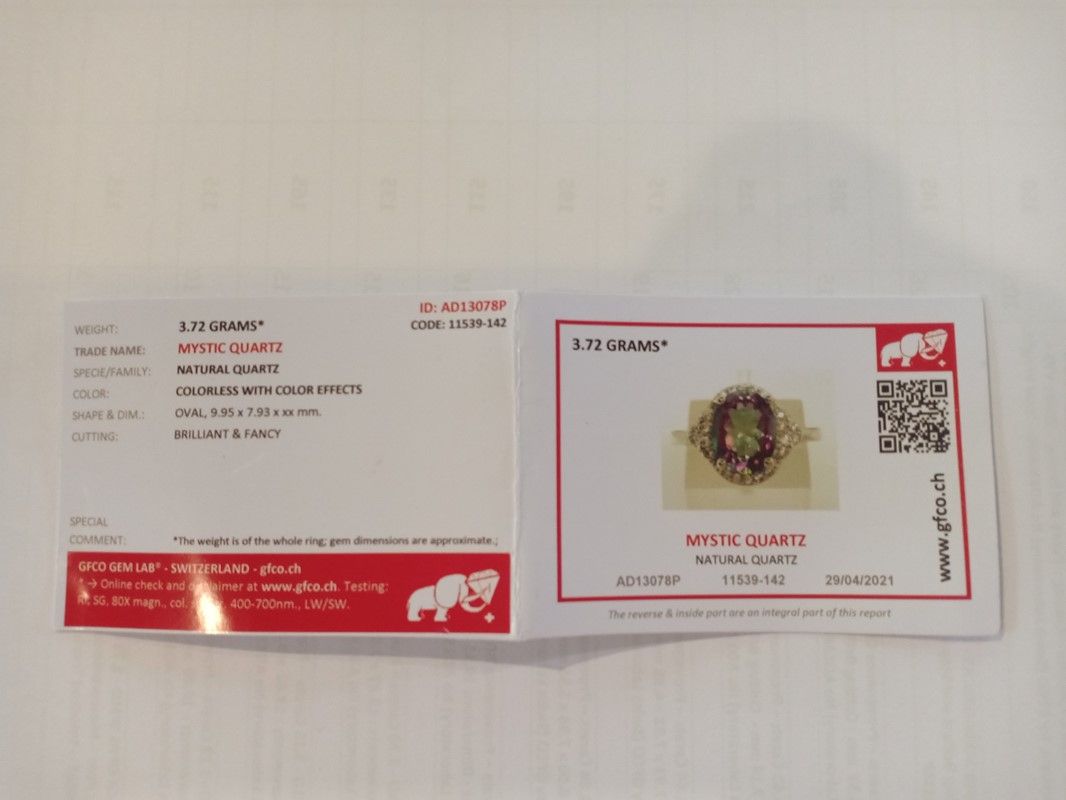 ID: AD13078P
WEIGHT: 3.72 GRAMS* CODE: 11539-142
TRADE NAME: MYSTIC QUARTZ
SPECIE/FAMILY: NATURAL QUARTZ
COLOR: COLORLESS WITH COLOR EFFECTS
SHAPE & DIM.: OVAL, 9.95 x 7.93 x xx mm.
CUTTING: BRILLIANT & FANCY
SPECIAL
COMMENT: *The weight is of the whole ring; gem dimensions are approximate.;
GFCO GEM LAB® - SWITZERLAND - gfco.ch
* → Online check and at www.gfco.ch. Testing:
RI, SG, 80X magn., col. 400-700nm., LW/SW.
3.72 GRAMS*
www.gfco.ch
MYSTIC QUARTZ
NATURAL QUARTZ
AD13078P 11539-142 29/04/2021
The reverse & inside part are an integral part of this report